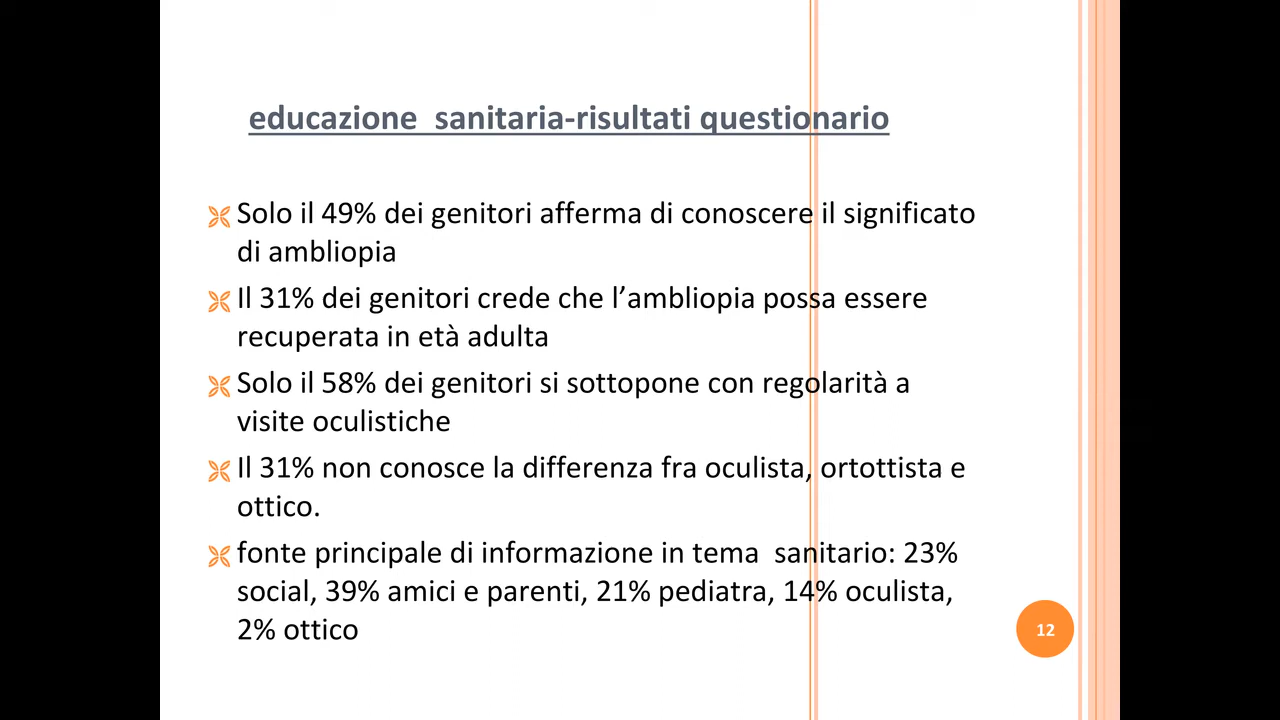 educazione  sanitaria-risultati questionario
Solo il 49% dei genitori afferma di conoscere il significato
di ambliopia
Il 31% dei genitori crede che l’ambliopia possa essere
recuperata in età adulta
Solo il 58% dei genitori si sottopone con regolarità a
visite oculistiche
Il 31% non conosce la differenza fra oculista, ortottista e
ottico.
fonte principale di informazione in tema  sanitario: 23%
social, 39% amici e parenti, 21% pediatra, 14% oculista,
2% ottico
12